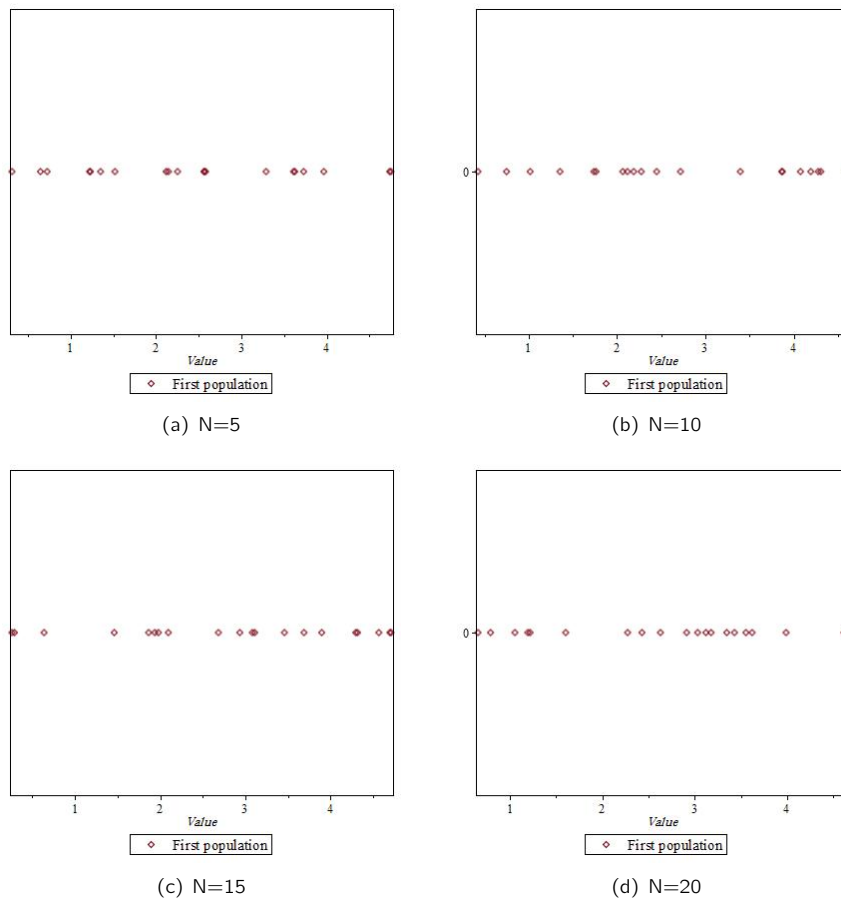 1 2 3 4
Value
First population
(a) N=5
0
1 2 3 4
Value
First population
(b) N=10
1 2 3 4
Value
First population
(c) N=15
0
1 2 3 4
Value
First population
(d) N=20